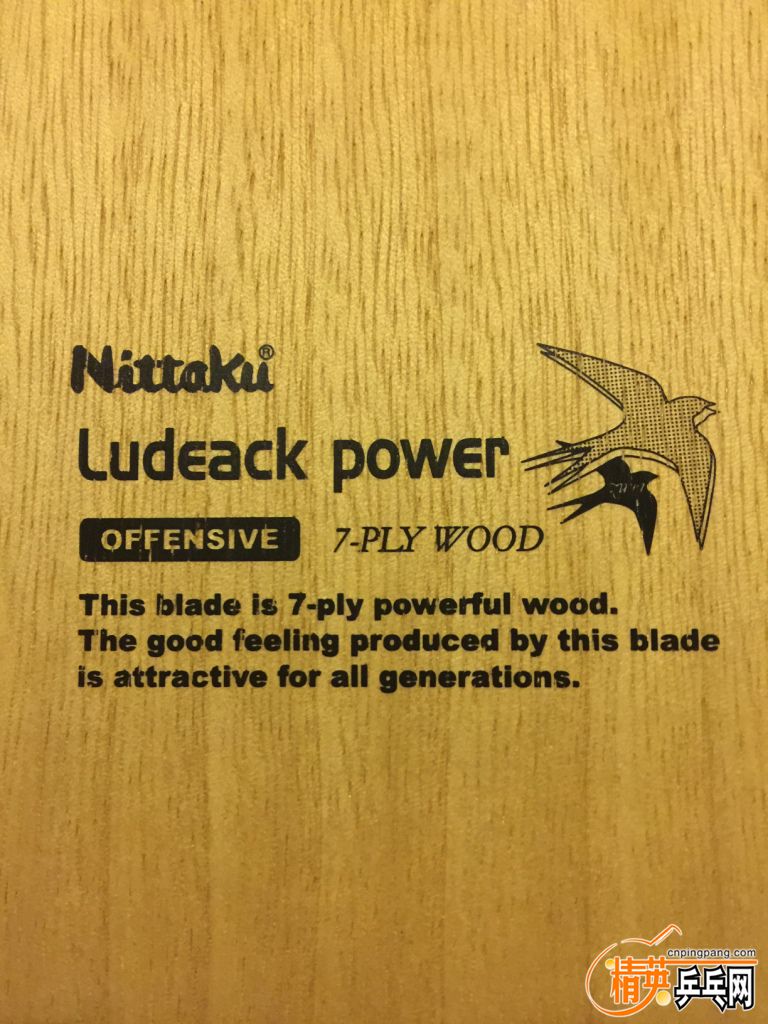 Nittaku®
Ludeack power
OFFENSIVE 7-PLY WOOD
This blade is 7-ply powerful wood.
The good feeling produced by this blade
is attractive for all generations.
cnpingpang.com
精英乒乓网